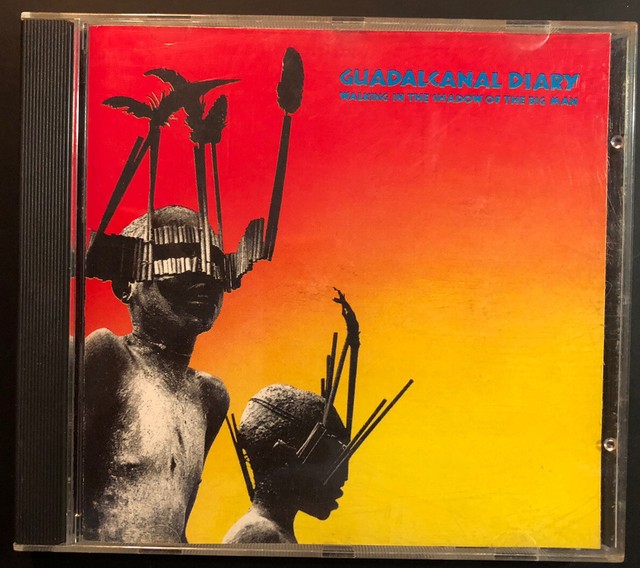 GUADALCANAL DIARY
WALKING IN THE SHADOW OF THE BIG MAN